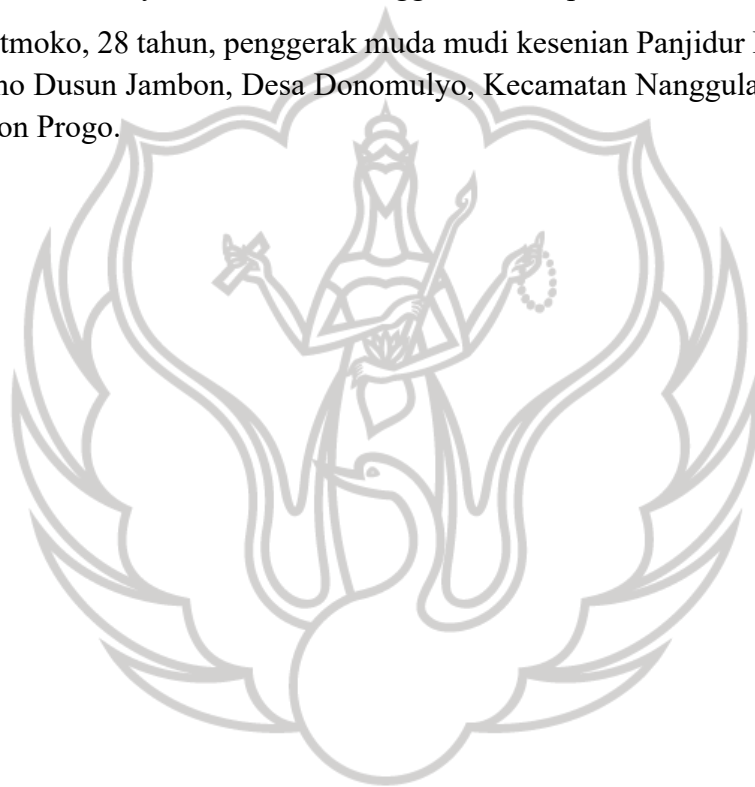 tmoko, 28 tahun, penggerak muda mudi kesenian Panjidur
no Dusun Jambon, Desa Donomulyo, Kecamatan Nanggula
on Progo.